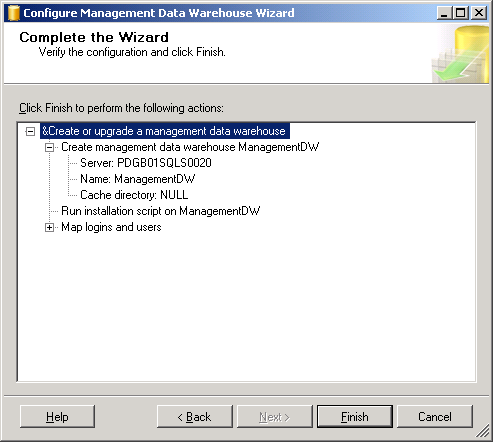 Configure Management Data Warehouse Wizard
Complete the Wizard
Verify the configuration and click Finish.
Click Finish to perform the following actions:
&Create or upgrade a management data warehouse
Create management data warehouse ManagementDW
Server: PDGB01SQLS0020
Name: ManagementDW
Cache directory: NULL
Run installation script on ManagementDW
Map logins and users
Help
< Back
Next >
Finish
Cancel